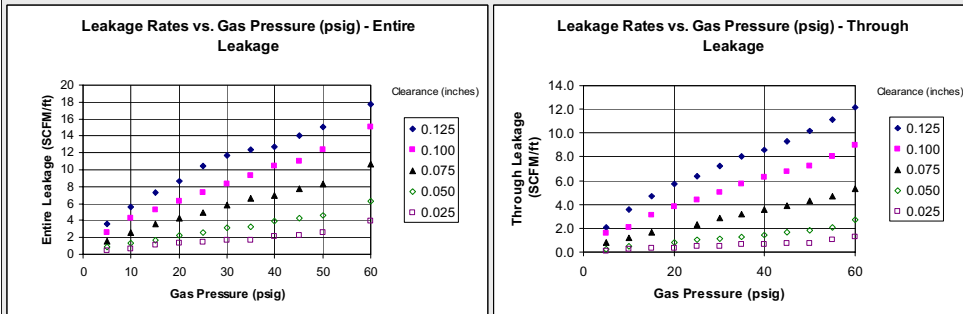 Leakage Rates vs. Gas Pressure (psig) - Entire
Leakage
Entire Leakage (SCFM/ft)
20
18
16
14
12
10
8
6
4
2
0
0 10 20 30 40 50 60
Gas Pressure (psig)
Clearance (inches)
0.125
0.100
0.075
0.050
0.025
Leakage Rates vs. Gas Pressure (psig) - Through
Leakage
Through Leakage
(SCFM/ft)
14.0
12.0
10.0
8.0
6.0
4.0
2.0
0.0
0 20 40 60
Gas Pressure (psig)
Clearance (inches)
0.125
0.100
0.075
0.050
0.025